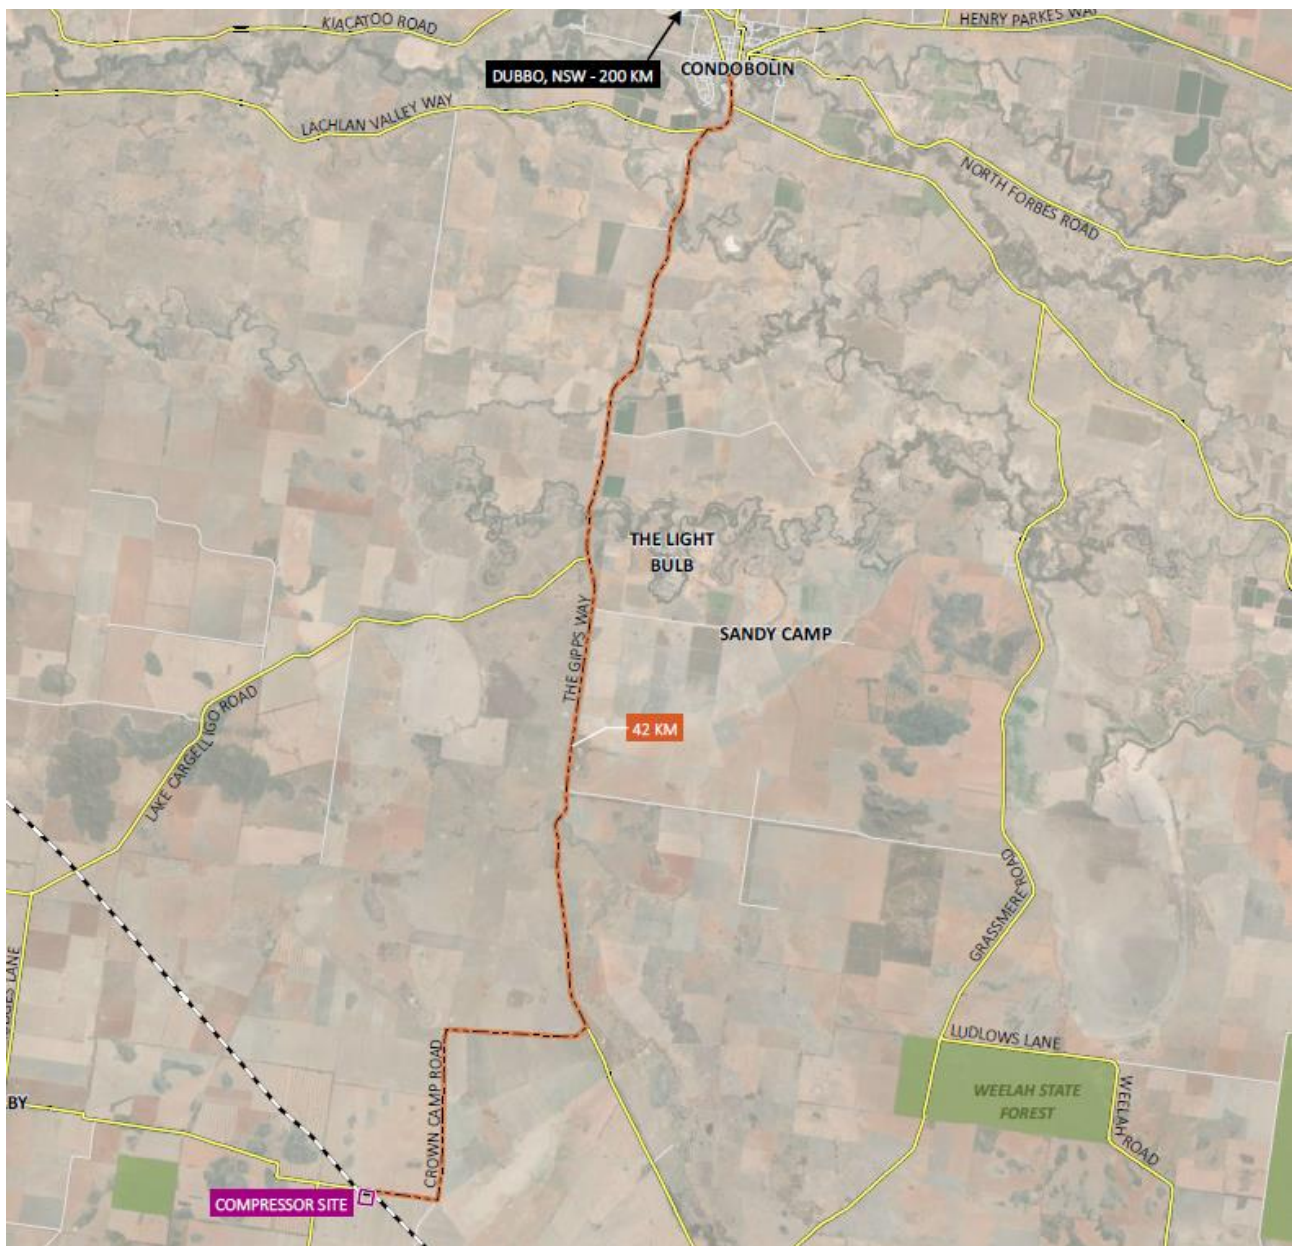 KIACATOO ROAD
HENRY PARKES WAY
DUBBO, NSW - 200 KM
CONDOBOLIN
LACHLAN VALLEY WAY
NORTH FORBES ROAD
THE LIGHT
BULB
THE GIPPS WAY
SANDY CAMP
LAKE CARGELLIGO ROAD
42 KM
GRASSMERE ROAD
LANE
LUDLOWS LANE
CROWN CAMP ROAD
WEELAH STATE
FOREST
WEELAH ROAD
BY
COMPRESSOR SITE